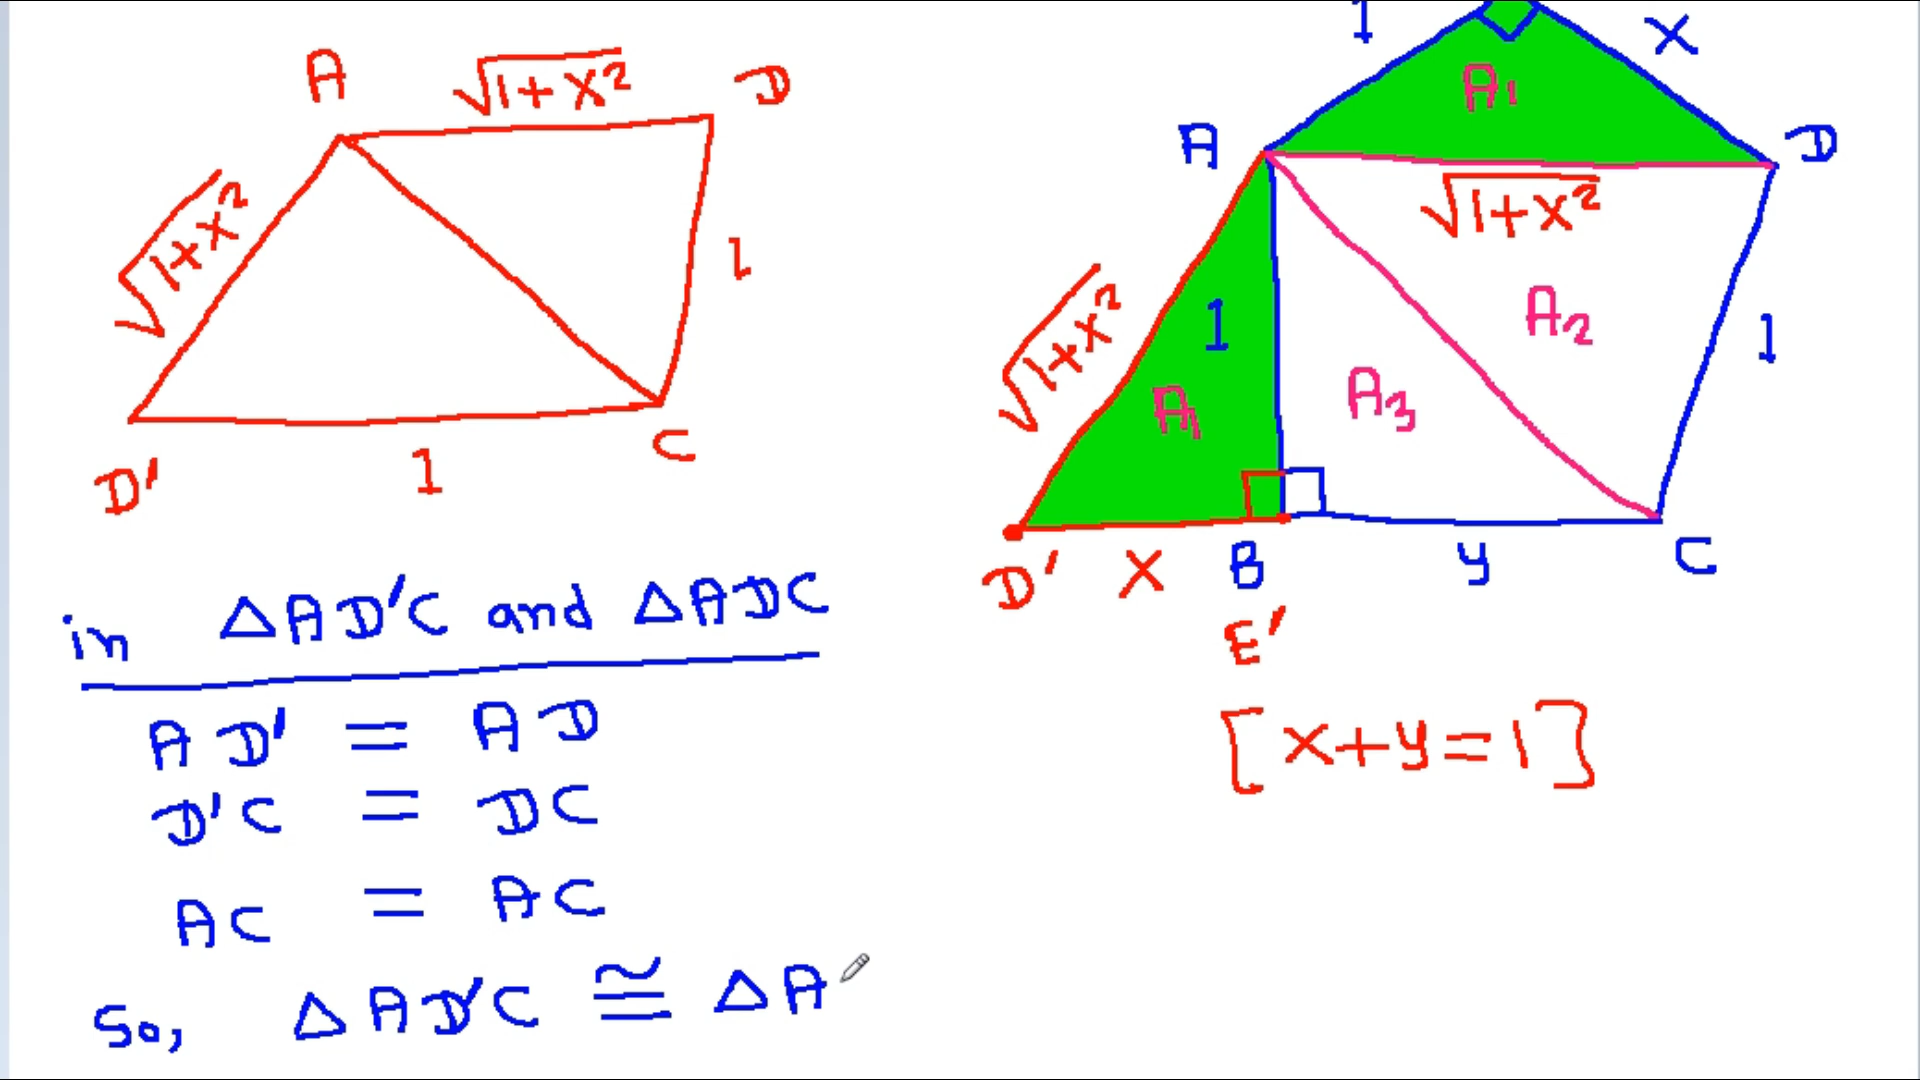 A
√1+x²
D
√1+x²
1
D'
1
C
in ΔAD'C and ΔADC
AD' = AD
D'C = DC
AC = AC
So, ΔAD'C ≅ ΔA
1
x
A1
A
D
√1+x²
√1+x²
1
A2
1
A1
A3
D'
x
B
y
C
E'
[x+y=1]